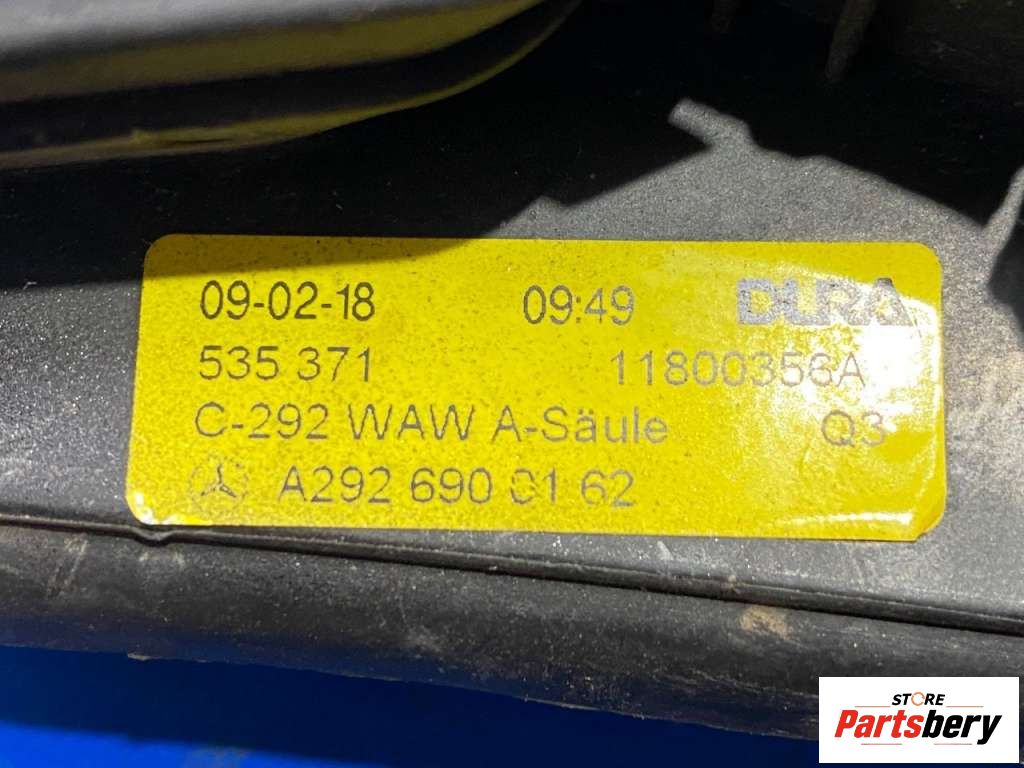 09-02-18 09:49 DURA
535 371 11800356A
C-292 WAW A-Säule Q3
A292 690 01 62
STORE
Partsbery